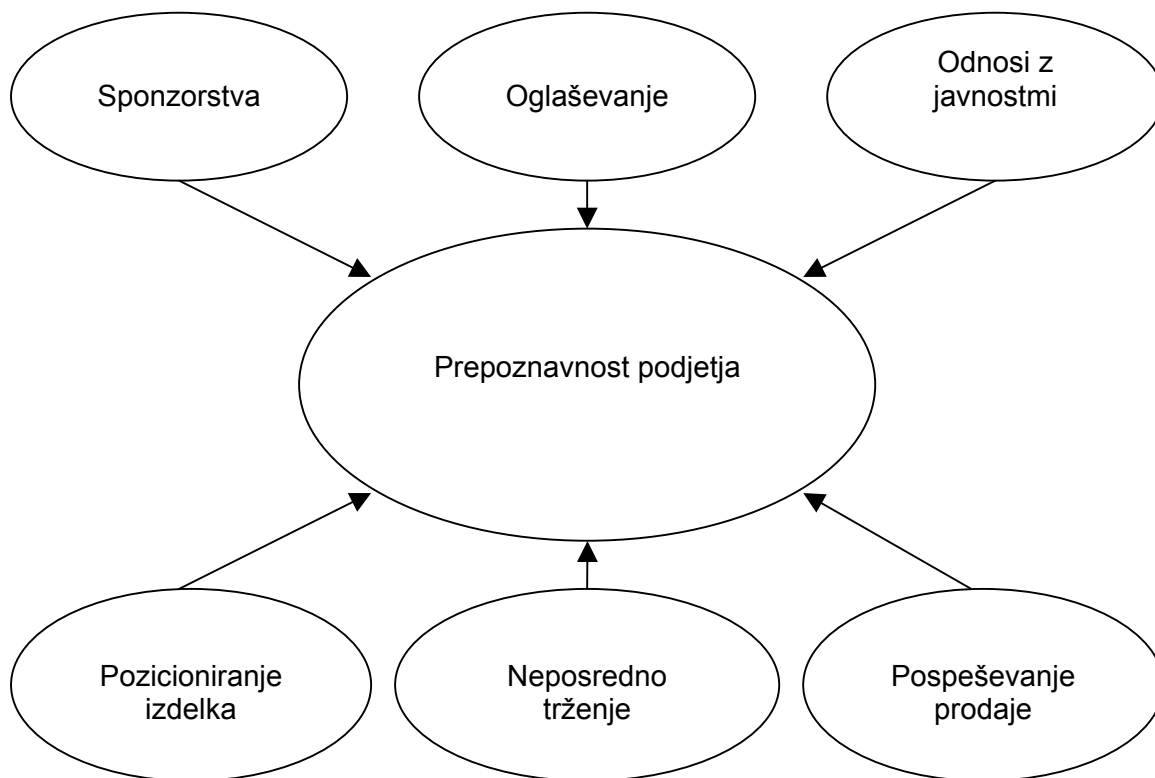 Sponzorstva
Oglaševanje
Odnosi z
javnostmi
Prepoznavnost podjetja
Pozicioniranje
izdelka
Neposredno
trženje
Pospeševanje
prodaje